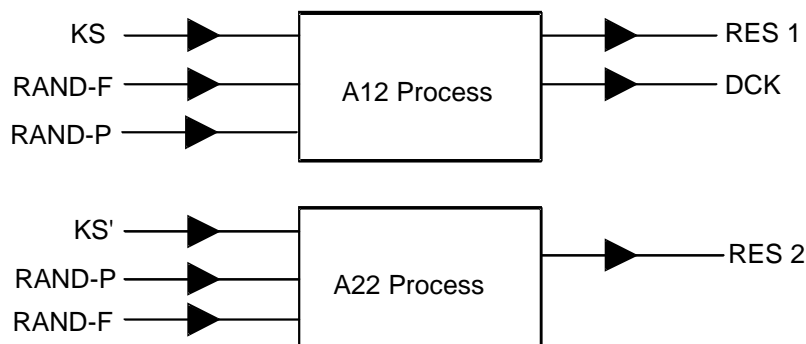 KS
RES 1
RAND-F
A12 Process
DCK
RAND-P
KS'
RES 2
RAND-P
A22 Process
RAND-F